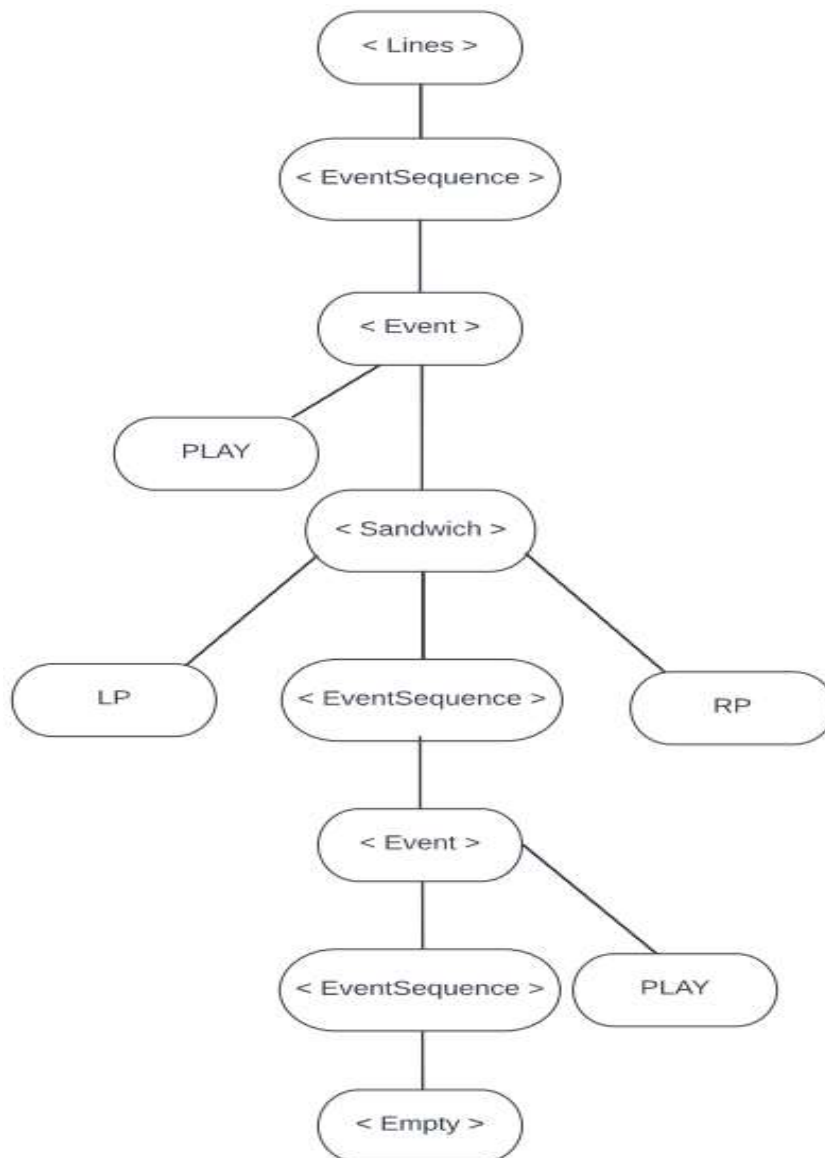 < Lines >
< EventSequence >
< Event >
PLAY
< Sandwich >
LP
< EventSequence >
RP
< Event >
< EventSequence >
PLAY
< Empty >